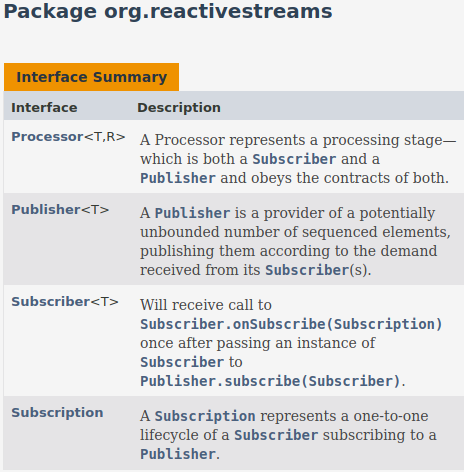 Package org.reactivestreams
Interface Summary
Interface Description
Processor<T,R> A Processor represents a processing stage—
which is both a Subscriber and a
Publisher and obeys the contracts of both.
Publisher<T> A Publisher is a provider of a potentially
unbounded number of sequenced elements,
publishing them according to the demand
received from its Subscriber(s).
Subscriber<T> Will receive call to
Subscriber.onSubscribe(Subscription)
once after passing an instance of
Subscriber to
Publisher.subscribe(Subscriber).
Subscription A Subscription represents a one-to-one
lifecycle of a Subscriber subscribing to a
Publisher.